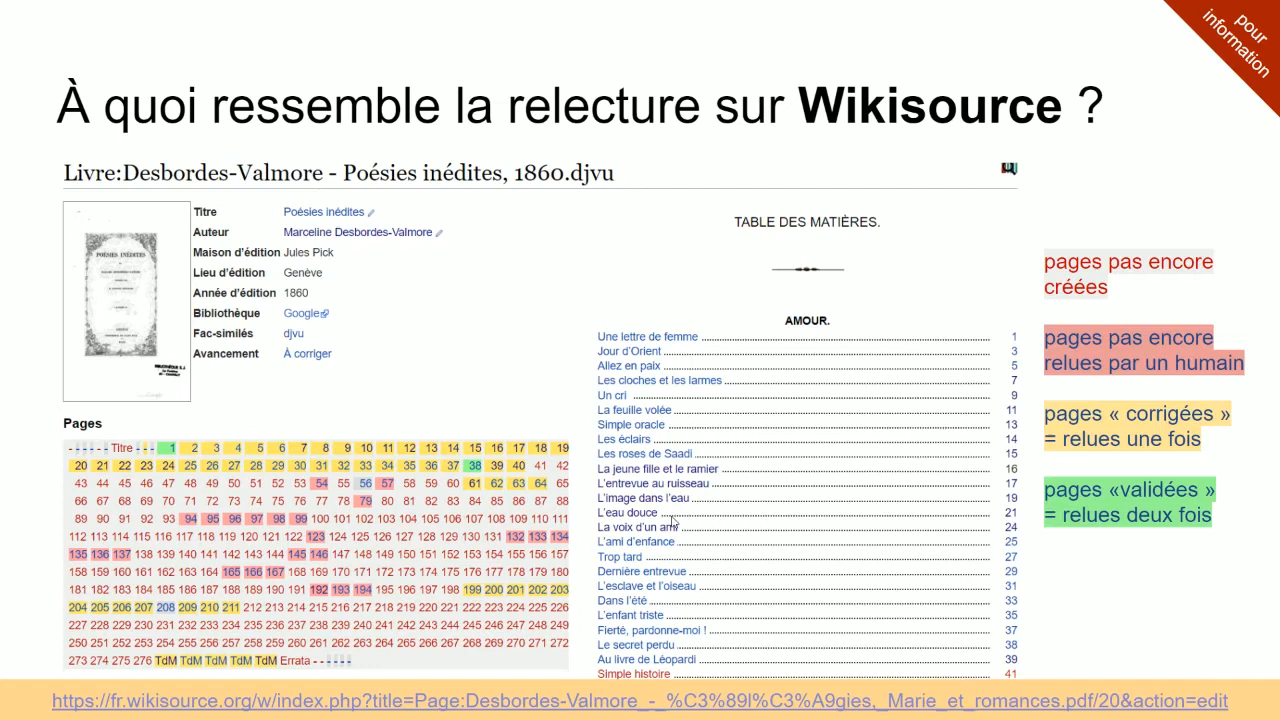 pour
information
À quoi ressemble la relecture sur Wikisource ?
Livre:Desbordes-Valmore - Poésies inédites, 1860.djvu
POÉSIES INÉDITES
Titre Poésies inédites
Auteur Marceline Desbordes-Valmore
Maison d'édition Jules Pick
Lieu d'édition Genève
Année d'édition 1860
Bibliothèque Google
Fac-similés djvu
Avancement À corriger
Pages
- - - - - - Titre - - - 1 2 3 4 5 6 7 8 9 10 11 12 13 14 15 16 17 18 19
20 21 22 23 24 25 26 27 28 29 30 31 32 33 34 35 36 37 38 39 40 41 42
43 44 45 46 47 48 49 50 51 52 53 54 55 56 57 58 59 60 61 62 63 64 65
66 67 68 69 70 71 72 73 74 75 76 77 78 79 80 81 82 83 84 85 86 87 88
89 90 91 92 93 94 95 96 97 98 99 100 101 102 103 104 105 106 107 108 109 110 111
112 113 114 115 116 117 118 119 120 121 122 123 124 125 126 127 128 129 130 131 132 133 134
135 136 137 138 139 140 141 142 143 144 145 146 147 148 149 150 151 152 153 154 155 156 157
158 159 160 161 162 163 164 165 166 167 168 169 170 171 172 173 174 175 176 177 178 179 180
181 182 183 184 185 186 187 188 189 190 191 192 193 194 195 196 197 198 199 200 201 202 203
204 205 206 207 208 209 210 211 212 213 214 215 216 217 218 219 220 221 222 223 224 225 226
227 228 229 230 231 232 233 234 235 236 237 238 239 240 241 242 243 244 245 246 247 248 249
250 251 252 253 254 255 256 257 258 259 260 261 262 263 264 265 266 267 268 269 270 271 272
273 274 275 276 TdM TdM TdM TdM TdM Errata - - - - - -
TABLE DES MATIÈRES.
AMOUR.
Une lettre de femme 1
Jour d'Orient 3
Allez en paix 5
Les cloches et les larmes 7
Un cri 9
La feuille volée 11
Simple oracle 13
Les éclairs 14
Les roses de Saadi 15
La jeune fille et le ramier 16
L'entrevue au ruisseau 17
L'image dans l'eau 19
L'eau douce 21
La voix d'un ami 24
L'ami d'enfance 25
Trop tard 27
Dernière entrevue 29
L'esclave et l'oiseau 31
Dans l'été 33
L'enfant triste 35
Fierté, pardonne-moi ! 37
Le secret perdu 38
Au livre de Léopardi 39
Simple histoire 41
pages pas encore
créées
pages pas encore
relues par un humain
pages « corrigées »
= relues une fois
pages «validées »
= relues deux fois
https://fr.wikisource.org/w/index.php?title=Page:Desbordes-Valmore_-_%C3%89l%C3%A9gies,_Marie_et_romances.pdf/20&action=edit